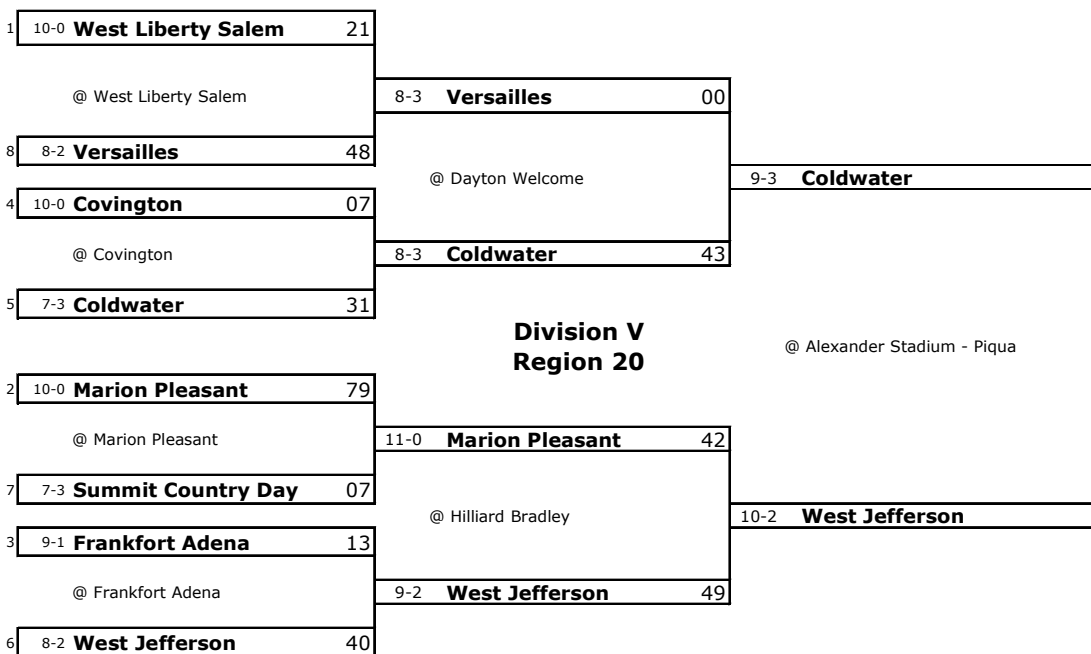 1 10-0 West Liberty Salem 21
@ West Liberty Salem
8-3 Versailles 00
8 8-2 Versailles 48
@ Dayton Welcome
9-3 Coldwater
4 10-0 Covington 07
@ Covington
8-3 Coldwater 43
5 7-3 Coldwater 31
Division V
Region 20
@ Alexander Stadium - Piqua
2 10-0 Marion Pleasant 79
@ Marion Pleasant
11-0 Marion Pleasant 42
7 7-3 Summit Country Day 07
@ Hilliard Bradley
10-2 West Jefferson
3 9-1 Frankfort Adena 13
@ Frankfort Adena
9-2 West Jefferson 49
6 8-2 West Jefferson 40